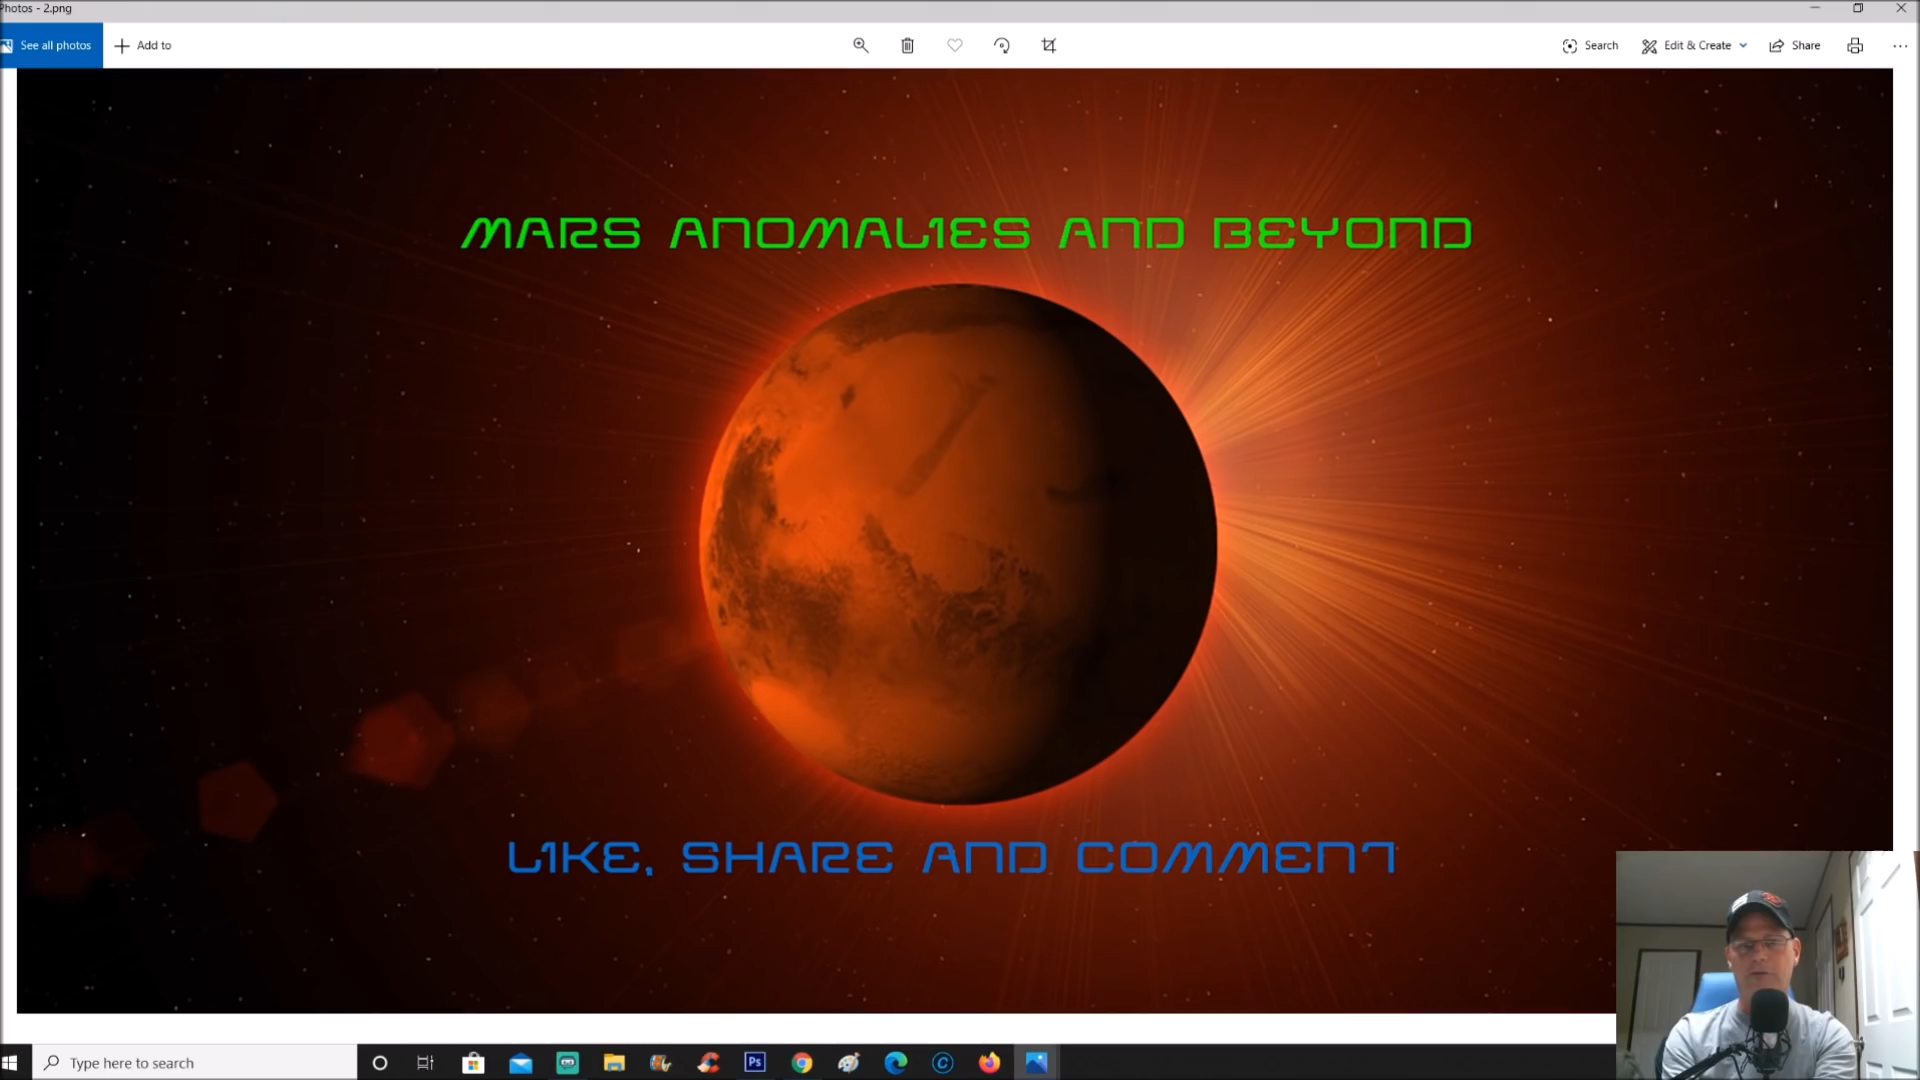 Photos - 2.png
See all photos
Add to
Search
Edit & Create
Share
MARS ANOMALIES AND BEYOND
LIKE, SHARE AND COMMENT
Type here to search
Ps